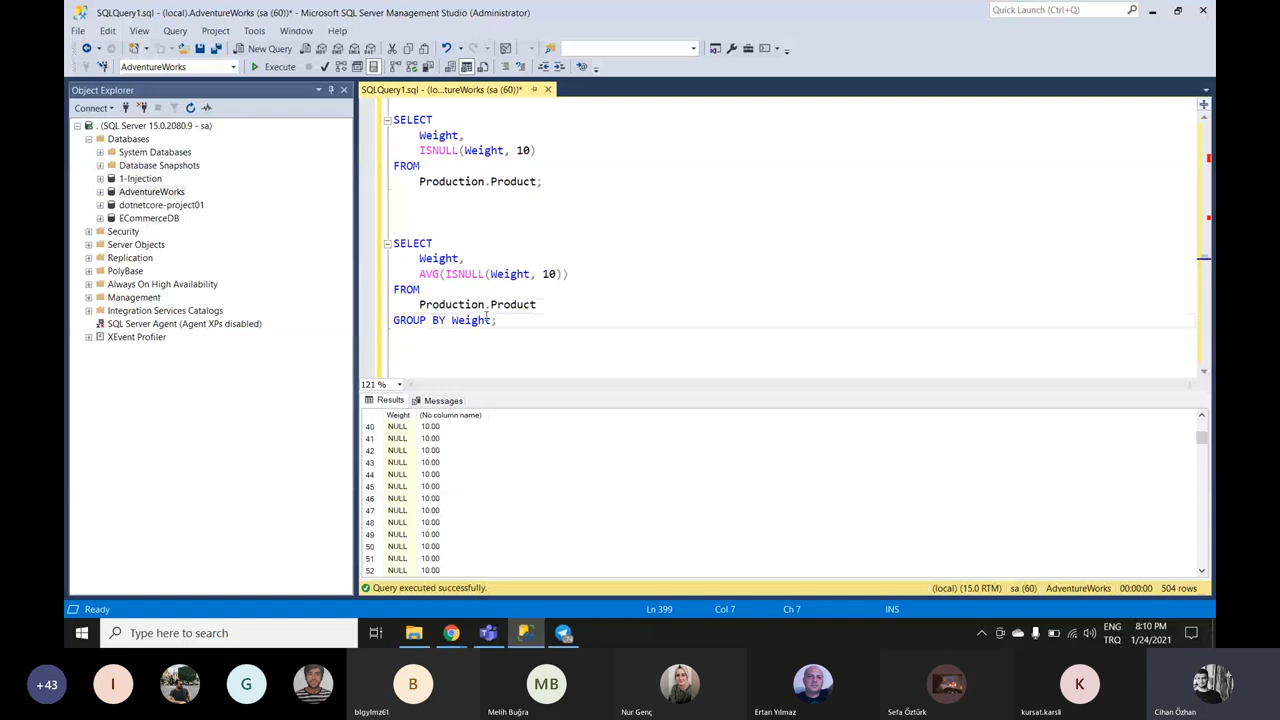 SQLQuery1.sql - (local).AdventureWorks (sa (60))* - Microsoft SQL Server Management Studio (Administrator)
Quick Launch (Ctrl+Q)
File Edit View Query Project Tools Window Help
New Query
AdventureWorks
Execute
Object Explorer
SQLQuery1.sql - (lo...tureWorks (sa (60))*
Connect
. (SQL Server 15.0.2080.9 - sa)
Databases
System Databases
Database Snapshots
1-Injection
AdventureWorks
dotnetcore-project01
ECommerceDB
Security
Server Objects
Replication
PolyBase
Always On High Availability
Management
Integration Services Catalogs
SQL Server Agent (Agent XPs disabled)
XEvent Profiler
SELECT
Weight,
ISNULL(Weight, 10)
FROM
Production.Product;
SELECT
Weight,
AVG(ISNULL(Weight, 10))
FROM
Production.Product
GROUP BY Weight;
121 %
Results Messages
Weight (No column name)
40 NULL 10.00
41 NULL 10.00
42 NULL 10.00
43 NULL 10.00
44 NULL 10.00
45 NULL 10.00
46 NULL 10.00
47 NULL 10.00
48 NULL 10.00
49 NULL 10.00
50 NULL 10.00
51 NULL 10.00
52 NULL 10.00
Query executed successfully.
(local) (15.0 RTM) sa (60) AdventureWorks 00:00:00 504 rows
Ready
Ln 399 Col 7 Ch 7 INS
Type here to search
ENG
TRQ
8:10 PM
1/24/2021
+43
I
G
B
MB
K
blgylmz61
Melih Buğra
Nur Genç
Ertan Yılmaz
Sefa Öztürk
kursat.karsli
Cihan Özhan